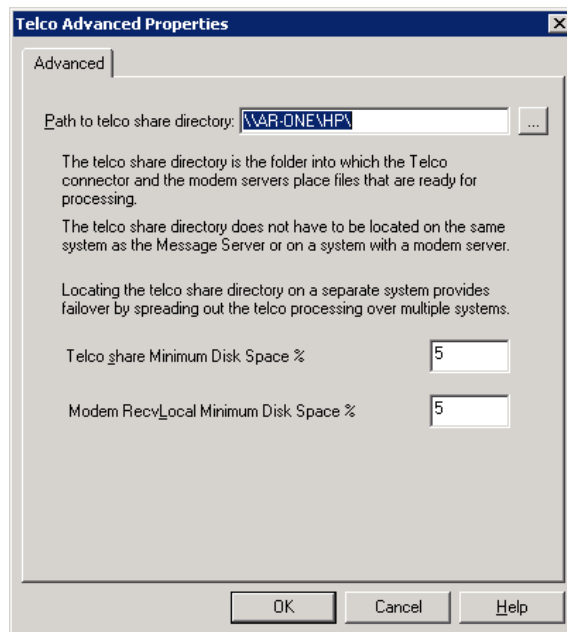 Telco Advanced Properties
Advanced
Path to telco share directory: \\AR-ONE\HP\ ...
The telco share directory is the folder into which the Telco
connector and the modem servers place files that are ready for
processing.
The telco share directory does not have to be located on the same
system as the Message Server or on a system with a modem server.
Locating the telco share directory on a separate system provides
failover by spreading out the telco processing over multiple systems.
Telco share Minimum Disk Space % 5
Modem RecvLocal Minimum Disk Space % 5
OK Cancel Help